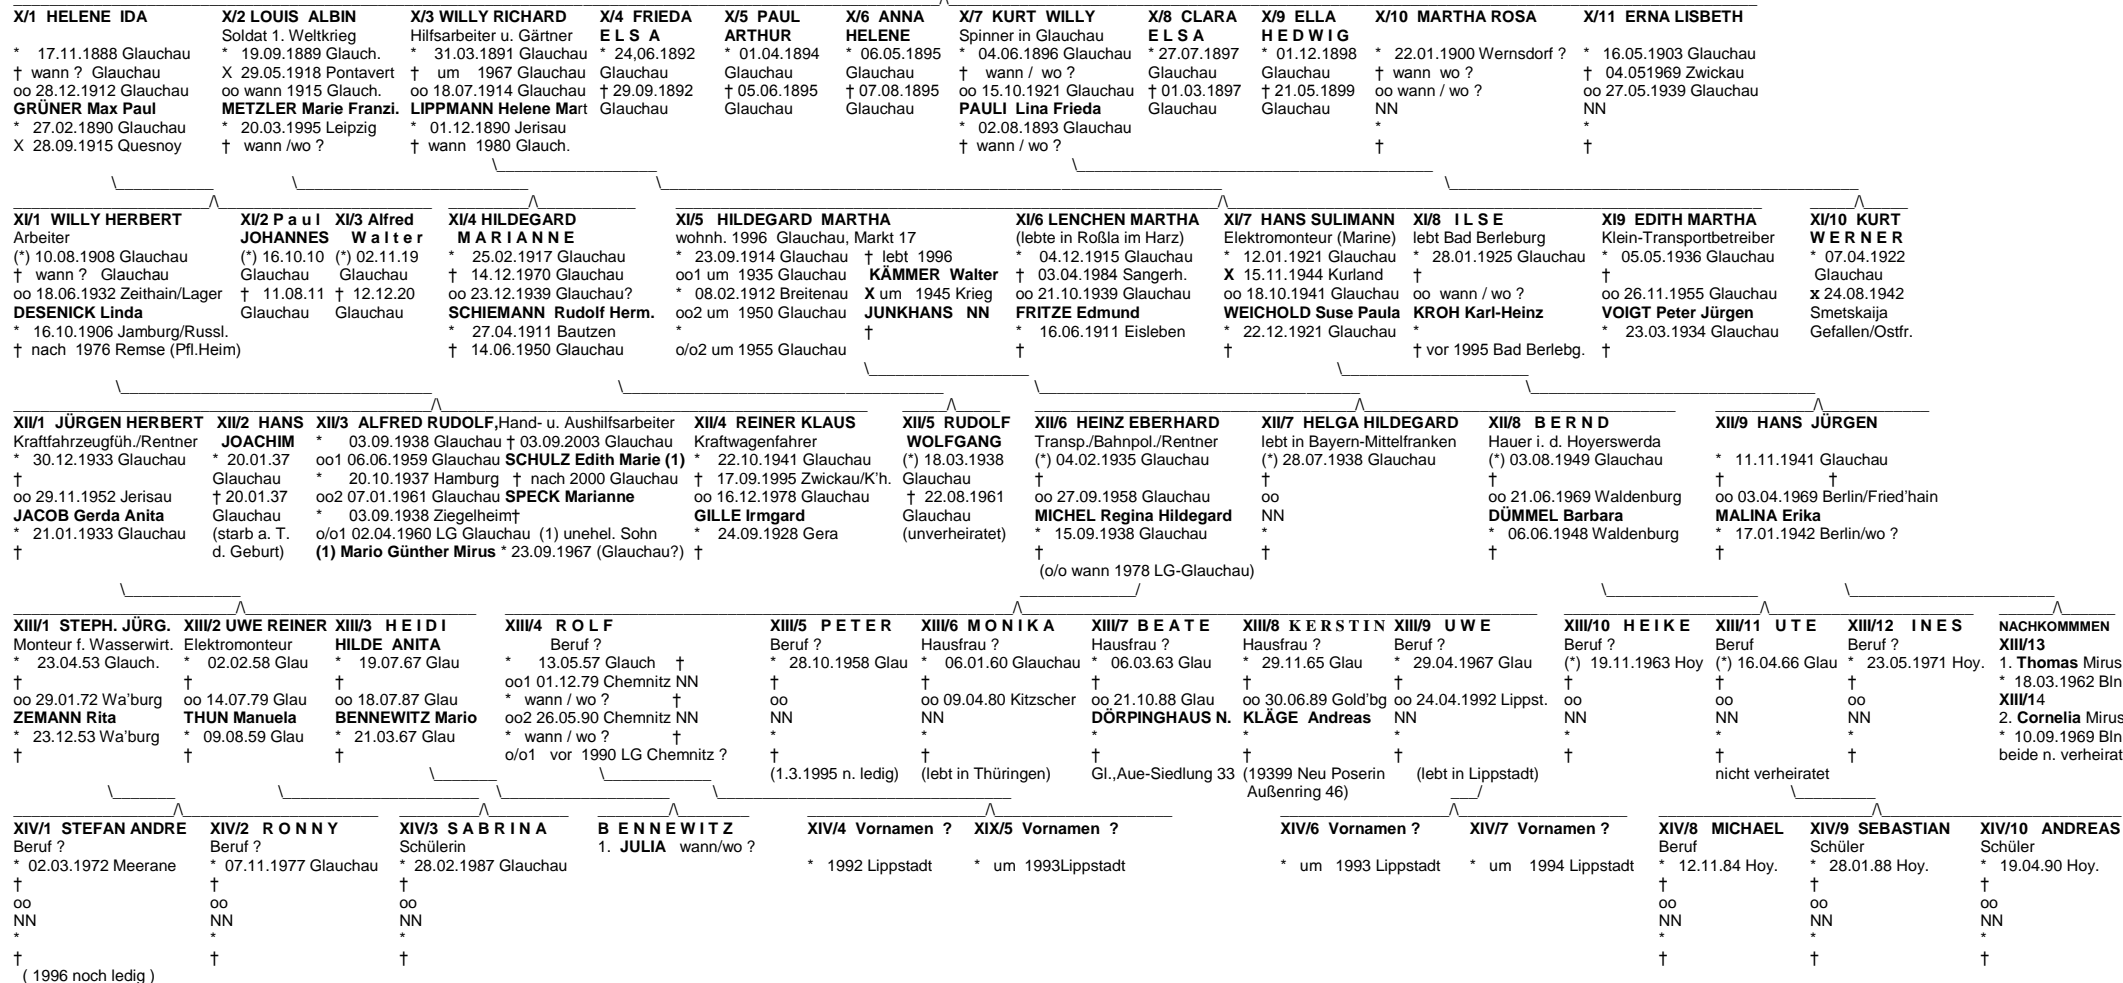 X/1 HELENE IDA
* 17.11.1888 Glauchau
† wann ? Glauchau
oo 28.12.1912 Glauchau
GRÜNER Max Paul
* 27.02.1890 Glauchau
X 28.09.1915 Quesnoy
X/2 LOUIS ALBIN
Soldat 1. Weltkrieg
* 19.09.1889 Glauch.
X 29.05.1918 Pontavert
oo wann 1915 Glauch.
METZLER Marie Franzi.
* 20.03.1995 Leipzig
† wann /wo ?
X/3 WILLY RICHARD
Hilfsarbeiter u. Gärtner
* 31.03.1891 Glauchau
† um 1967 Glauchau
oo 18.07.1914 Glauchau
LIPPMANN Helene Mart
* 01.12.1890 Jerisau
† wann 1980 Glauch.
X/4 FRIEDA
E L S A
* 24,06.1892
Glauchau
† 29.09.1892
Glauchau
X/5 PAUL
ARTHUR
* 01.04.1894
Glauchau
† 05.06.1895
Glauchau
X/6 ANNA
HELENE
* 06.05.1895
Glauchau
† 07.08.1895
Glauchau
X/7 KURT WILLY
Spinner in Glauchau
* 04.06.1896 Glauchau
† wann / wo ?
oo 15.10.1921 Glauchau
PAULI Lina Frieda
* 02.08.1893 Glauchau
† wann / wo ?
X/8 CLARA
E L S A
* 27.07.1897
Glauchau
† 01.03.1897
Glauchau
X/9 ELLA
H E D W I G
* 01.12.1898
Glauchau
† 21.05.1899
Glauchau
X/10 MARTHA ROSA
* 22.01.1900 Wernsdorf ?
† wann wo ?
oo wann / wo ?
NN
*
†
X/11 ERNA LISBETH
* 16.05.1903 Glauchau
† 04.051969 Zwickau
oo 27.05.1939 Glauchau
NN
*
†
XI/1 WILLY HERBERT
Arbeiter
(*) 10.08.1908 Glauchau
† wann ? Glauchau
oo 18.06.1932 Zeithain/Lager
DESENICK Linda
* 16.10.1906 Jamburg/Russl.
† nach 1976 Remse (Pfl.Heim)
XI/2 P a u l
JOHANNES
(*) 16.10.10
Glauchau
† 11.08.11
Glauchau
XI/3 Alfred
W a l t e r
(*) 02.11.19
Glauchau
† 12.12.20
Glauchau
XI/4 HILDEGARD
M A R I A N N E
* 25.02.1917 Glauchau
† 14.12.1970 Glauchau
oo 23.12.1939 Glauchau?
SCHIEMANN Rudolf Herm.
* 27.04.1911 Bautzen
† 14.06.1950 Glauchau
XI/5 HILDEGARD MARTHA
wohnh. 1996 Glauchau, Markt 17
* 23.09.1914 Glauchau † lebt 1996
oo1 um 1935 Glauchau KÄMMER Walter
* 08.02.1912 Breitenau X um 1945 Krieg
oo2 um 1950 Glauchau JUNKHANS NN
* †
o/o2 um 1955 Glauchau
XI/6 LENCHEN MARTHA
(lebte in Roßla im Harz)
* 04.12.1915 Glauchau
† 03.04.1984 Sangerh.
oo 21.10.1939 Glauchau
FRITZE Edmund
* 16.06.1911 Eisleben
†
XI/7 HANS SULIMANN
Elektromonteur (Marine)
* 12.01.1921 Glauchau
X 15.11.1944 Kurland
oo 18.10.1941 Glauchau
WEICHOLD Suse Paula
* 22.12.1921 Glauchau
†
XI/8 I L S E
lebt Bad Berleburg
* 28.01.1925 Glauchau
†
oo wann / wo ?
KROH Karl-Heinz
*
† vor 1995 Bad Berlebg.
XI9 EDITH MARTHA
Klein-Transportbetreiber
* 05.05.1936 Glauchau
†
oo 26.11.1955 Glauchau
VOIGT Peter Jürgen
* 23.03.1934 Glauchau
†
XI/10 KURT
W E R N E R
* 07.04.1922
Glauchau
x 24.08.1942
Smetskaija
Gefallen/Ostfr.
XII/1 JÜRGEN HERBERT
Kraftfahrzeugfüh./Rentner
* 30.12.1933 Glauchau
†
oo 29.11.1952 Jerisau
JACOB Gerda Anita
* 21.01.1933 Glauchau
†
XII/2 HANS
JOACHIM
* 20.01.37
Glauchau
† 20.01.37
Glauchau
(starb a. T.
d. Geburt)
XII/3 ALFRED RUDOLF,Hand- u. Aushilfsarbeiter
* 03.09.1938 Glauchau † 03.09.2003 Glauchau
oo1 06.06.1959 Glauchau SCHULZ Edith Marie (1)
* 20.10.1937 Hamburg † nach 2000 Glauchau
oo2 07.01.1961 Glauchau SPECK Marianne
* 03.09.1938 Ziegelheim†
o/o1 02.04.1960 LG Glauchau (1) unehel. Sohn
(1) Mario Günther Mirus * 23.09.1967 (Glauchau?)
XII/4 REINER KLAUS
Kraftwagenfahrer
* 22.10.1941 Glauchau
† 17.09.1995 Zwickau/K'h.
oo 16.12.1978 Glauchau
GILLE Irmgard
* 24.09.1928 Gera
†
XII/5 RUDOLF
WOLFGANG
(*) 18.03.1938
Glauchau
† 22.08.1961
Glauchau
(unverheiratet)
XII/6 HEINZ EBERHARD
Transp./Bahnpol./Rentner
(*) 04.02.1935 Glauchau
†
oo 27.09.1958 Glauchau
MICHEL Regina Hildegard
* 15.09.1938 Glauchau
†
(o/o wann 1978 LG-Glauchau)
XII/7 HELGA HILDEGARD
lebt in Bayern-Mittelfranken
(*) 28.07.1938 Glauchau
†
oo
NN
*
†
XII/8 B E R N D
Hauer i. d. Hoyerswerda
(*) 03.08.1949 Glauchau
†
oo 21.06.1969 Waldenburg
DÜMMEL Barbara
* 06.06.1948 Waldenburg
†
XII/9 HANS JÜRGEN
* 11.11.1941 Glauchau
† †
oo 03.04.1969 Berlin/Fried'hain
MALINA Erika
* 17.01.1942 Berlin/wo ?
†
XIII/1 STEPH. JÜRG.
Monteur f. Wasserwirt.
* 23.04.53 Glauch.
†
oo 29.01.72 Wa'burg
ZEMANN Rita
* 23.12.53 Wa'burg
†
XIII/2 UWE REINER
Elektromonteur
* 02.02.58 Glau
†
oo 14.07.79 Glau
THUN Manuela
* 09.08.59 Glau
†
XIII/3 H E I D I
HILDE ANITA
* 19.07.67 Glau
†
oo 18.07.87 Glau
BENNEWITZ Mario
* 21.03.67 Glau
†
XIII/4 R O L F
Beruf ?
* 13.05.57 Glauch †
oo1 01.12.79 Chemnitz NN
* wann / wo ? †
oo2 26.05.90 Chemnitz NN
* wann / wo ? †
o/o1 vor 1990 LG Chemnitz ?
XIII/5 P E T E R
Beruf ?
* 28.10.1958 Glau
†
oo
NN
*
†
(1.3.1995 n. ledig)
XIII/6 M O N I K A
Hausfrau ?
* 06.01.60 Glauchau
†
oo 09.04.80 Kitzscher
NN
*
†
(lebt in Thüringen)
XIII/7 B E A T E
Hausfrau ?
* 06.03.63 Glau
†
oo 21.10.88 Glau
DÖRPINGHAUS N.
*
†
Gl.,Aue-Siedlung 33
XIII/8 K E R S T I N
Hausfrau ?
* 29.11.65 Glau
†
oo 30.06.89 Gold'bg
KLÄGE Andreas
*
†
(19399 Neu Poserin
Außenring 46)
XIII/9 U W E
Beruf ?
* 29.04.1967 Glau
†
oo 24.04.1992 Lippst.
NN
*
†
(lebt in Lippstadt)
XIII/10 H E I K E
Beruf ?
(*) 19.11.1963 Hoy
†
oo
NN
*
†
XIII/11 U T E
Beruf
(*) 16.04.66 Glau
†
oo
NN
*
†
nicht verheiratet
XIII/12 I N E S
Beruf ?
* 23.05.1971 Hoy.
†
oo
NN
*
†
NACHKOMMMEN
XIII/13
1. Thomas Mirus
* 18.03.1962 Bln
XIII/14
2. Cornelia Mirus
* 10.09.1969 Bln
beide n. verheirat
XIV/1 STEFAN ANDRE
Beruf ?
* 02.03.1972 Meerane
†
oo
NN
*
†
( 1996 noch ledig )
XIV/2 R O N N Y
Beruf ?
* 07.11.1977 Glauchau
†
oo
NN
*
†
XIV/3 S A B R I N A
Schülerin
* 28.02.1987 Glauchau
†
oo
NN
*
†
B E N N E W I T Z
1. JULIA wann/wo ?
XIV/4 Vornamen ?
* 1992 Lippstadt
XIX/5 Vornamen ?
* um 1993Lippstadt
XIV/6 Vornamen ?
* um 1993 Lippstadt
XIV/7 Vornamen ?
* um 1994 Lippstadt
XIV/8 MICHAEL
Beruf
* 12.11.84 Hoy.
†
oo
NN
*
†
XIV/9 SEBASTIAN
Schüler
* 28.01.88 Hoy.
†
oo
NN
*
†
XIV/10 ANDREAS
Schüler
* 19.04.90 Hoy.
†
oo
NN
*
†